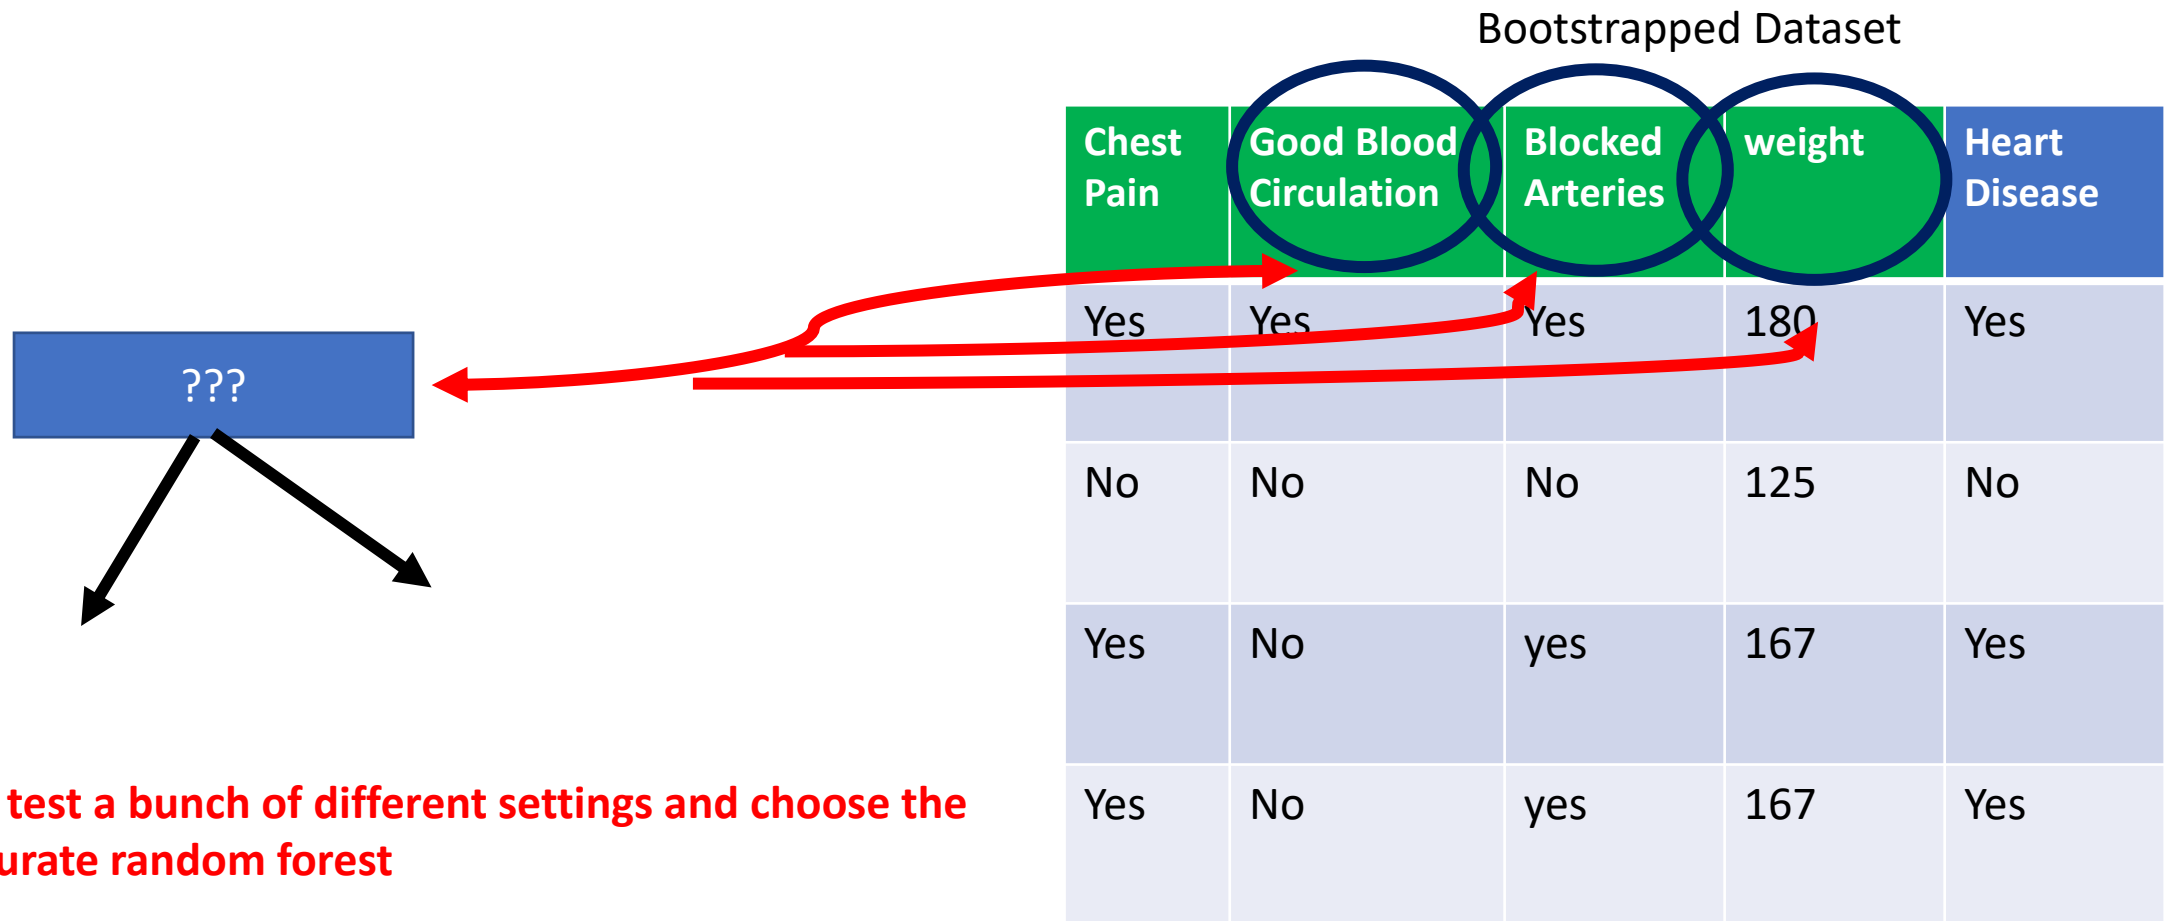 Bootstrapped Dataset
Chest Pain
Good Blood Circulation
Blocked Arteries
weight
Heart Disease
Yes Yes Yes 180 Yes
???
No No No 125 No
Yes No yes 167 Yes
Yes No yes 167 Yes
test a bunch of different settings and choose the
urate random forest